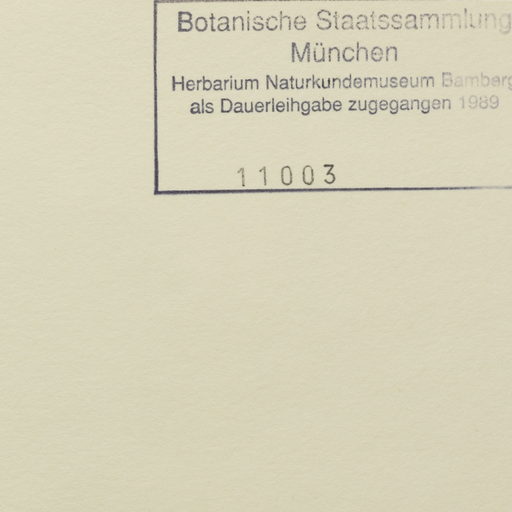 Botanische Staatssammlung
München
Herbarium Naturkundemuseum Bamberg
als Dauerleihgabe zugegangen 1989
11003